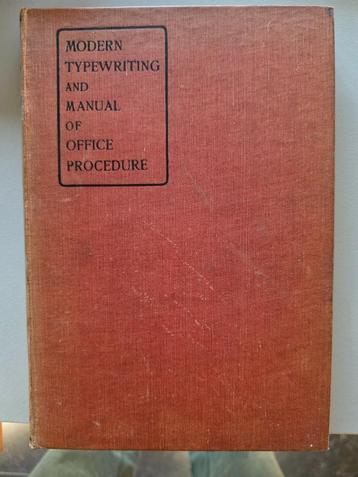 MODERN
TYPEWRITING
AND
MANUAL
OF
OFFICE
PROCEDURE